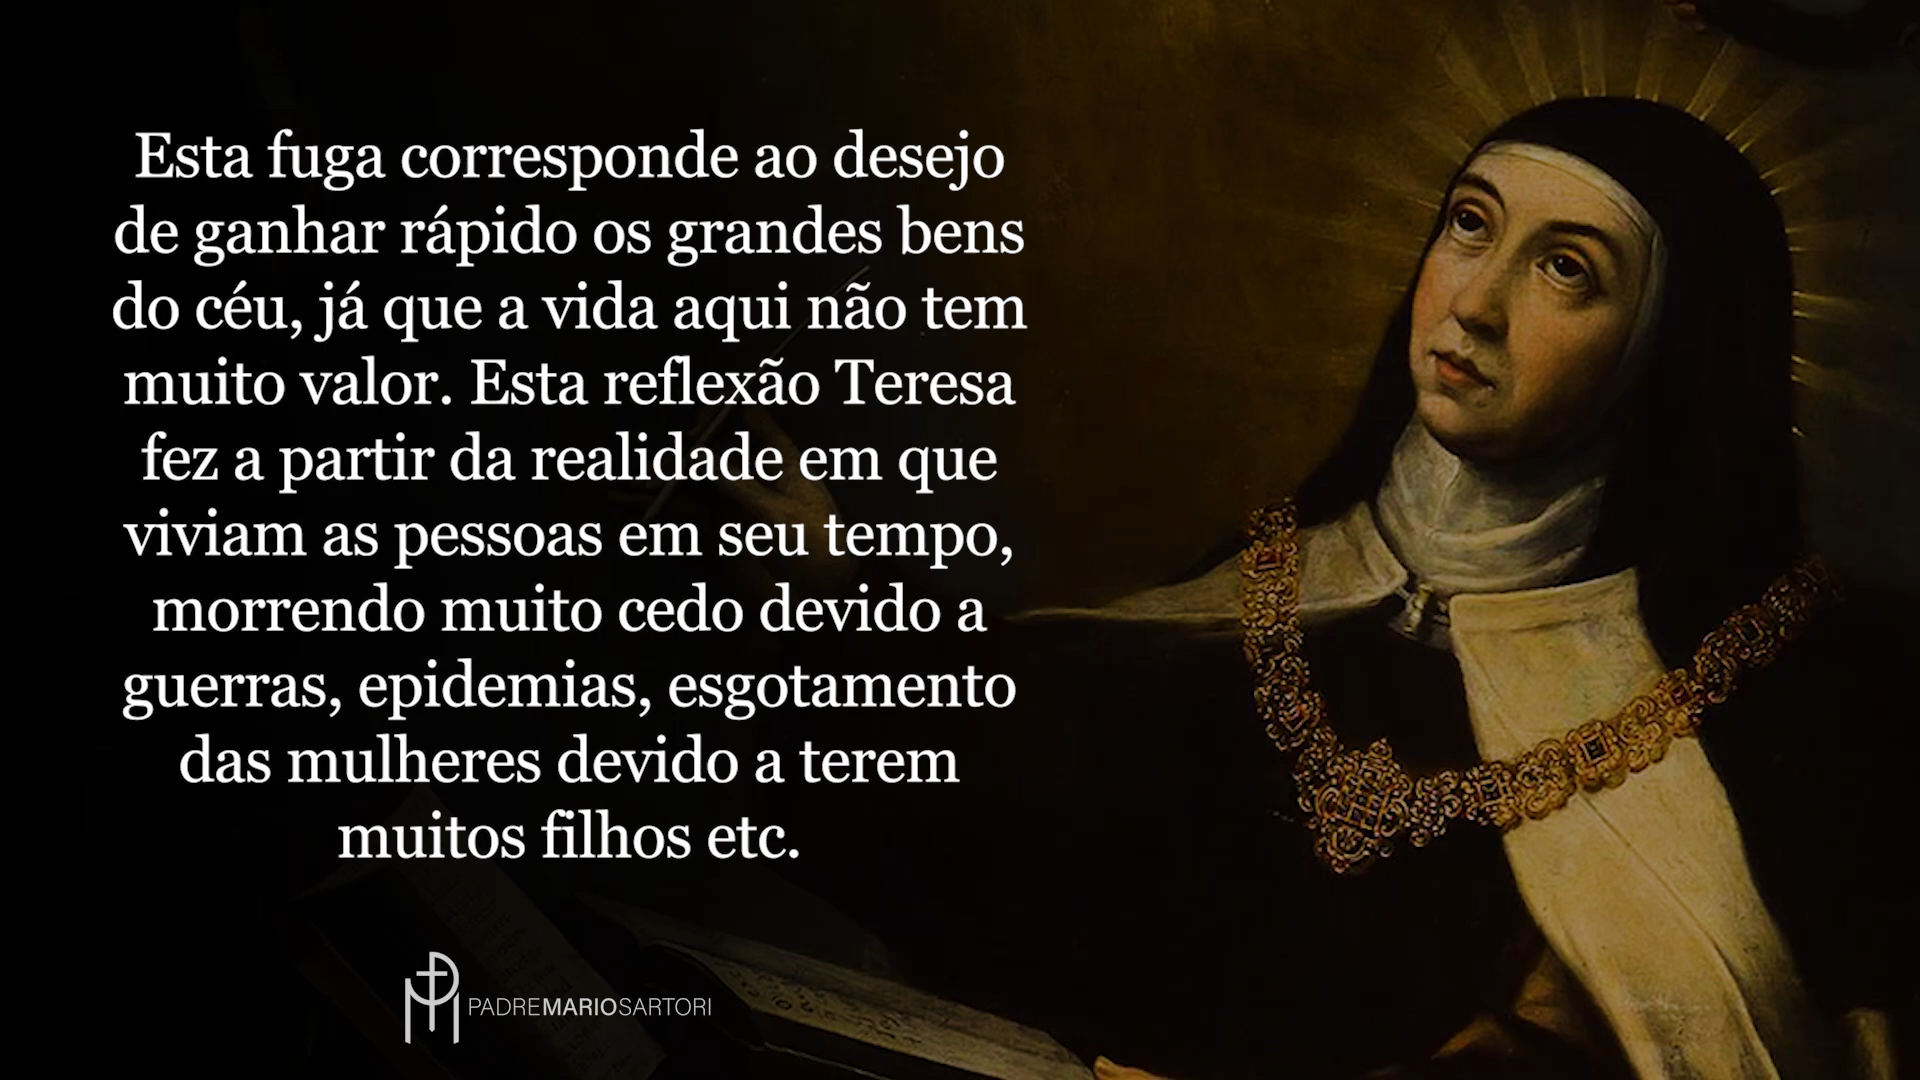 Esta fuga corresponde ao desejo
de ganhar rápido os grandes bens
do céu, já que a vida aqui não tem
muito valor. Esta reflexão Teresa
fez a partir da realidade em que
viviam as pessoas em seu tempo,
morrendo muito cedo devido a
guerras, epidemias, esgotamento
das mulheres devido a terem
muitos filhos etc.
PADREMARIOSARTORI